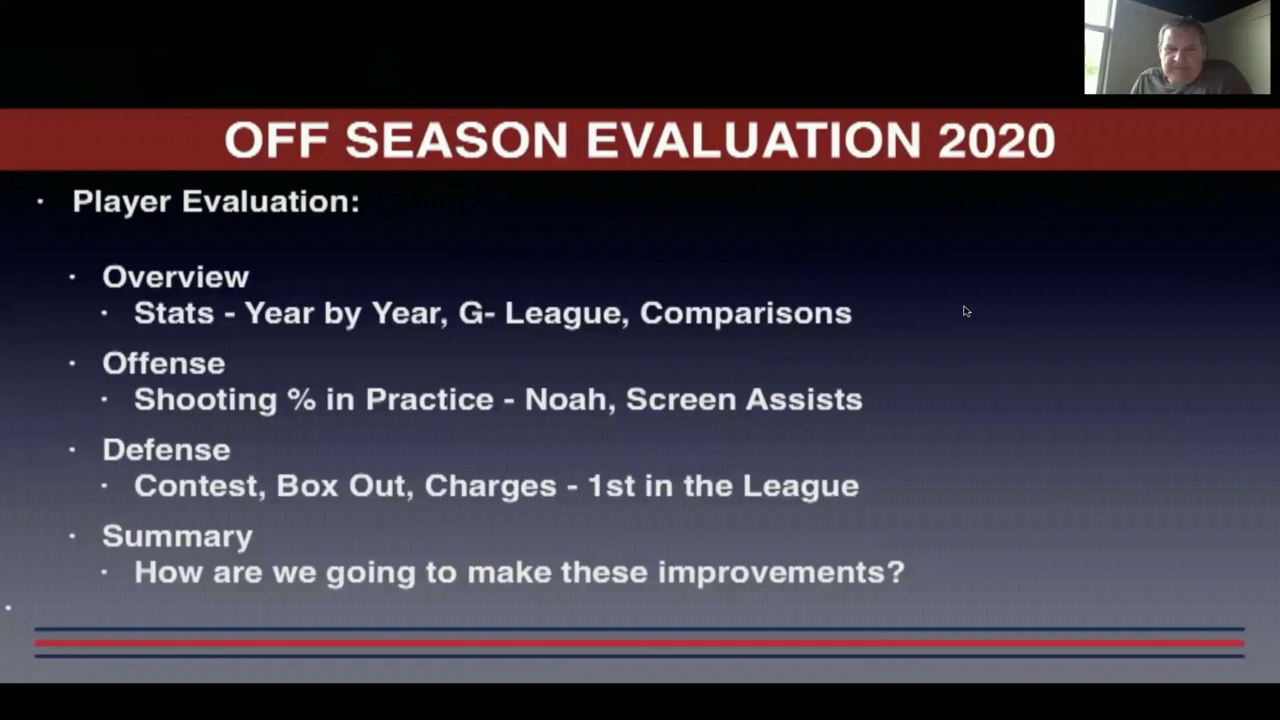 OFF SEASON EVALUATION 2020
· Player Evaluation:
· Overview
· Stats - Year by Year, G- League, Comparisons
· Offense
· Shooting % in Practice - Noah, Screen Assists
· Defense
· Contest, Box Out, Charges - 1st in the League
· Summary
· How are we going to make these improvements?